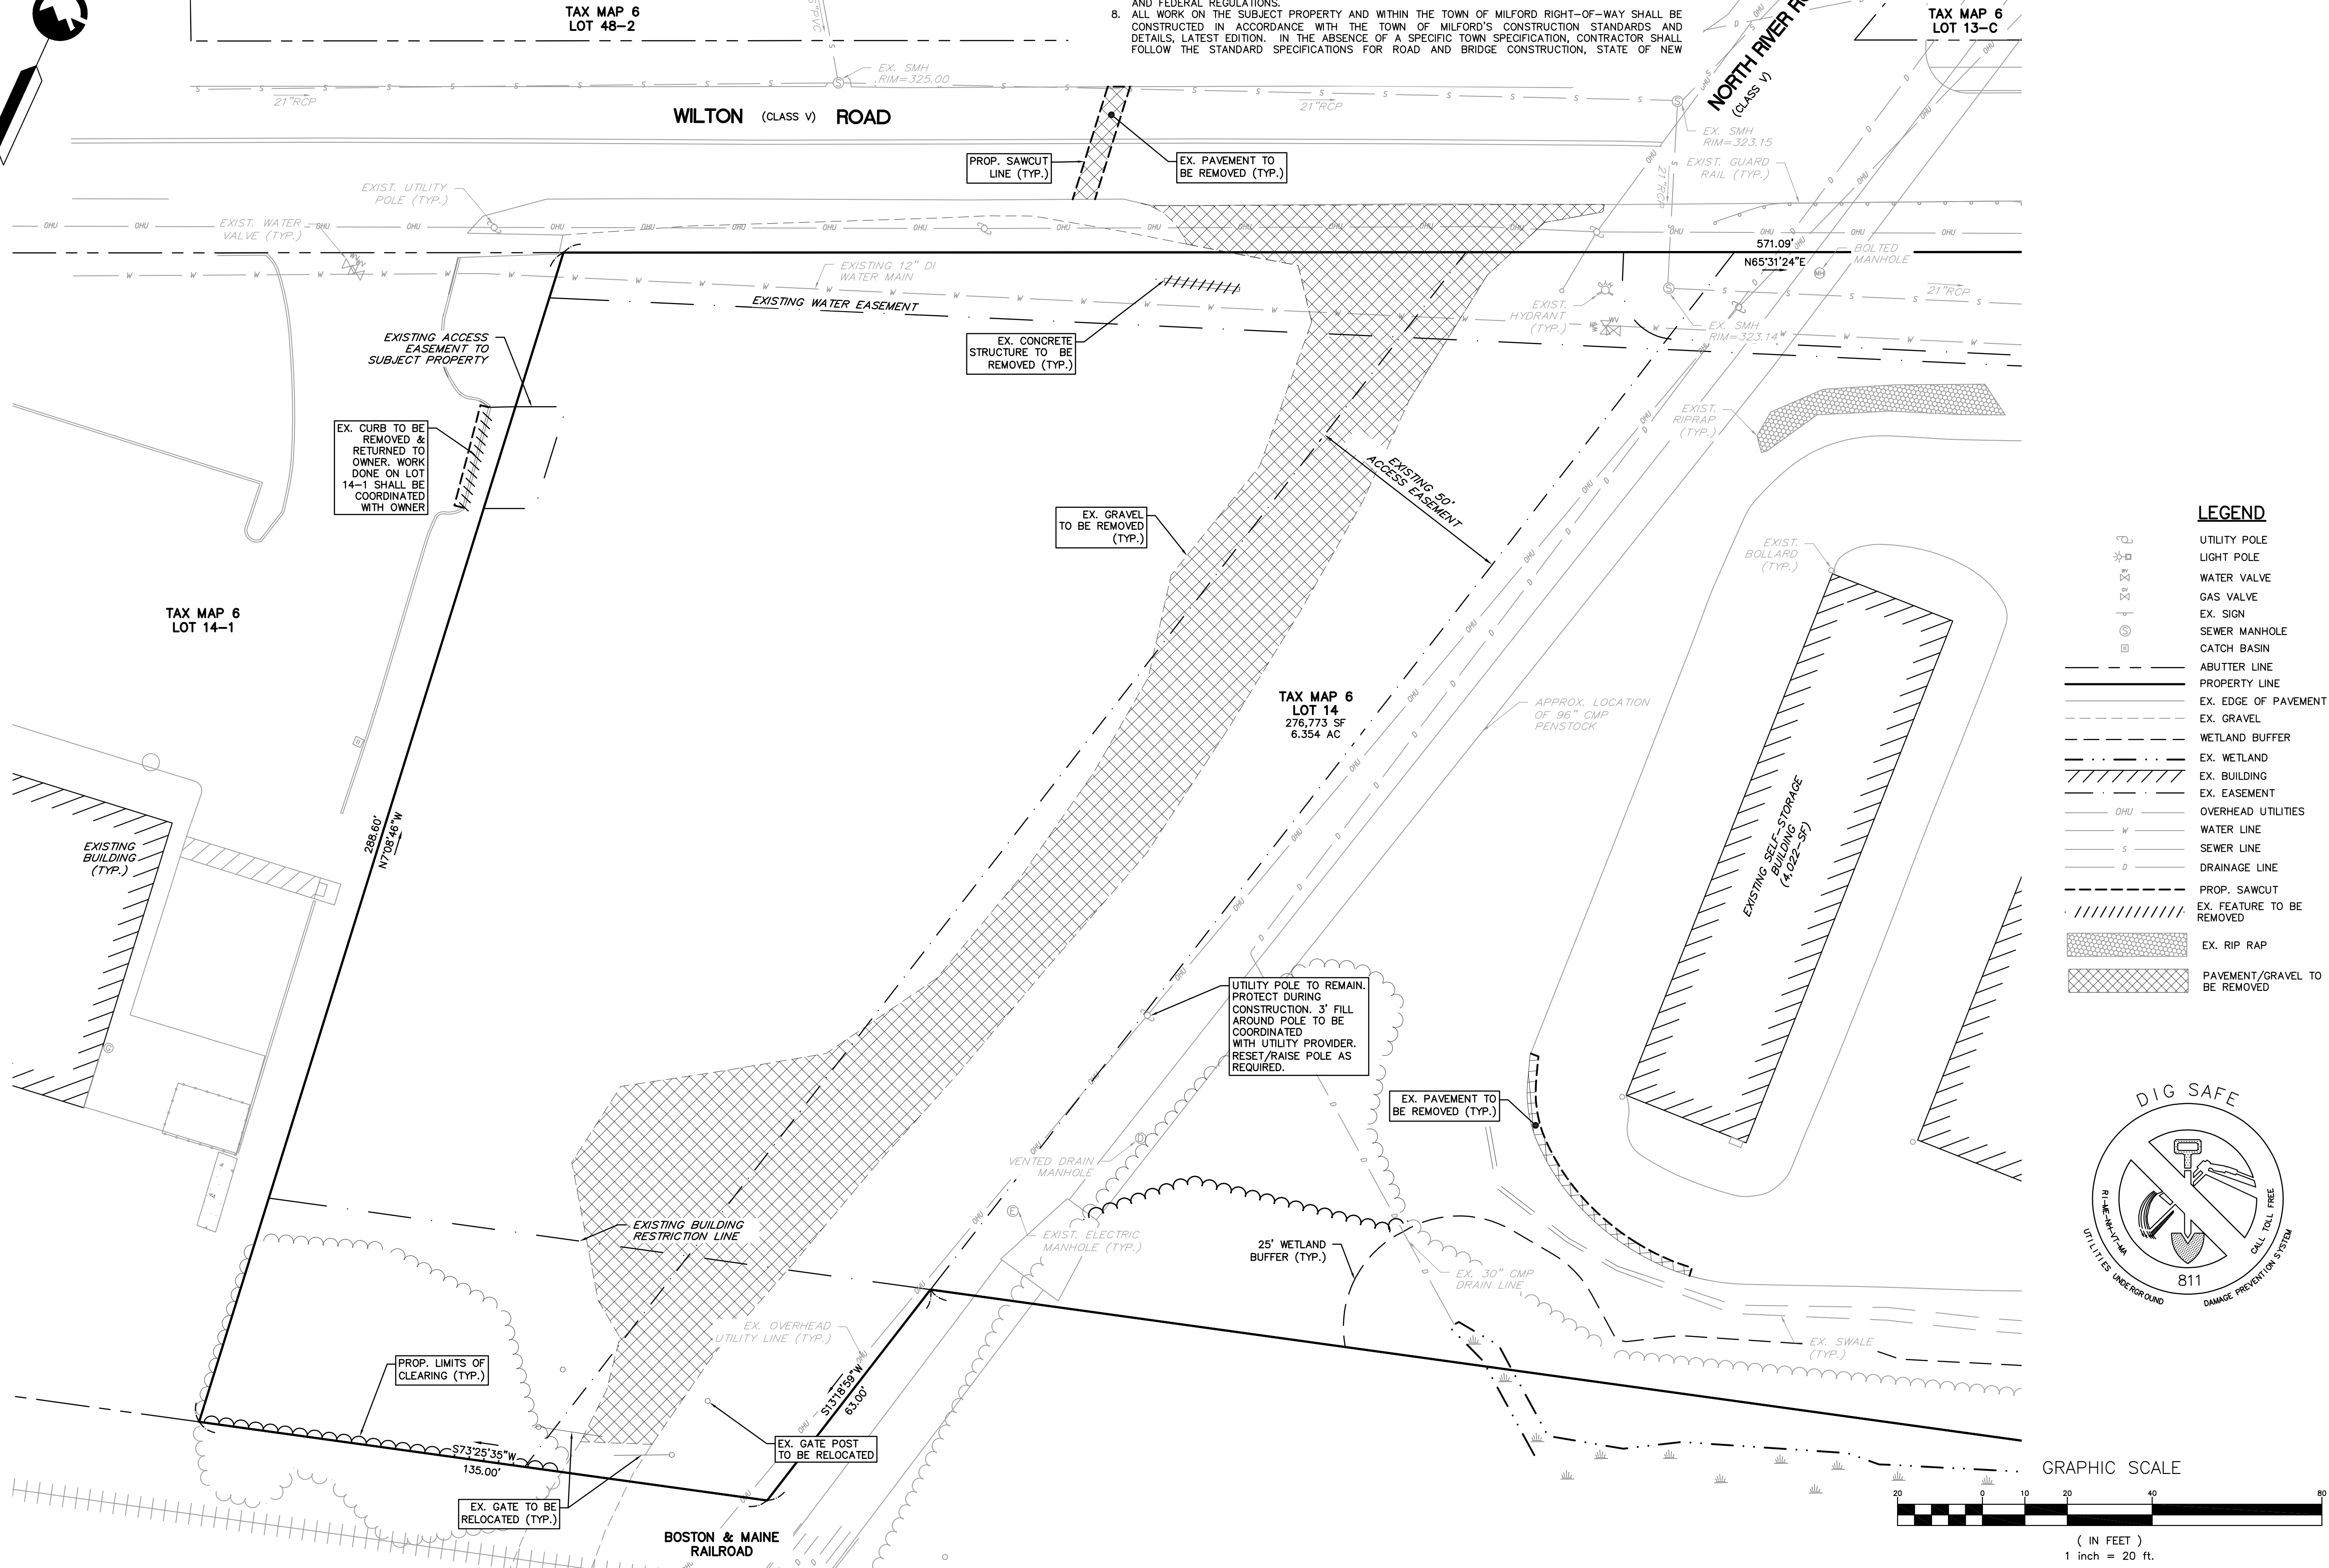 TAX MAP 6
LOT 48-2
AND FEDERAL REGULATIONS.
8. ALL WORK ON THE SUBJECT PROPERTY AND WITHIN THE TOWN OF MILFORD RIGHT-OF-WAY SHALL BE
CONSTRUCTED IN ACCORDANCE WITH THE TOWN OF MILFORD'S CONSTRUCTION STANDARDS AND
DETAILS, LATEST EDITION. IN THE ABSENCE OF A SPECIFIC TOWN SPECIFICATION, CONTRACTOR SHALL
FOLLOW THE STANDARD SPECIFICATIONS FOR ROAD AND BRIDGE CONSTRUCTION, STATE OF NEW
NORTH RIVER
(CLASS V)
TAX MAP 6
LOT 13-C
EX. SMH
RIM=325.00
21"RCP
21"RCP
WILTON (CLASS V) ROAD
PROP. SAWCUT
LINE (TYP.)
EX. PAVEMENT TO
BE REMOVED (TYP.)
EX. SMH
RIM=323.15
EXIST. GUARD
RAIL (TYP.)
21"RCP
EXIST. UTILITY
POLE (TYP.)
EXIST. WATER
VALVE (TYP.)
571.09'
N65°31'24"E
BOLTED
MANHOLE
EXISTING 12" DI
WATER MAIN
EXISTING WATER EASEMENT
EXIST.
HYDRANT
(TYP.)
21"RCP
EX. SMH
RIM=323.14
EXISTING ACCESS
EASEMENT TO
SUBJECT PROPERTY
EX. CONCRETE
STRUCTURE TO BE
REMOVED (TYP.)
EXIST.
RIPRAP
(TYP.)
EX. CURB TO BE
REMOVED &
RETURNED TO
OWNER. WORK
DONE ON LOT
14-1 SHALL BE
COORDINATED
WITH OWNER
EXISTING 50'
ACCESS EASEMENT
EX. GRAVEL
TO BE REMOVED
(TYP.)
EXIST.
BOLLARD
(TYP.)
TAX MAP 6
LOT 14-1
TAX MAP 6
LOT 14
276,773 SF
6.354 AC
APPROX. LOCATION
OF 96" CMP
PENSTOCK
288.60'
N7°08'46"W
EXISTING
BUILDING
(TYP.)
EXISTING SELF-STORAGE
BUILDING
(4,022-SF)
UTILITY POLE TO REMAIN.
PROTECT DURING
CONSTRUCTION. 3' FILL
AROUND POLE TO BE
COORDINATED
WITH UTILITY PROVIDER.
RESET/RAISE POLE AS
REQUIRED.
EX. PAVEMENT TO
BE REMOVED (TYP.)
VENTED DRAIN
MANHOLE
EXISTING BUILDING
RESTRICTION LINE
EXIST. ELECTRIC
MANHOLE (TYP.)
25' WETLAND
BUFFER (TYP.)
EX. 30" CMP
DRAIN LINE
EX. OVERHEAD
UTILITY LINE (TYP.)
EX. SWALE
(TYP.)
PROP. LIMITS OF
CLEARING (TYP.)
S13°18'59"W
63.00'
EX. GATE POST
TO BE RELOCATED
S73°25'35"W
135.00'
EX. GATE TO BE
RELOCATED (TYP.)
BOSTON & MAINE
RAILROAD
LEGEND
UTILITY POLE
LIGHT POLE
WATER VALVE
GAS VALVE
EX. SIGN
SEWER MANHOLE
CATCH BASIN
ABUTTER LINE
PROPERTY LINE
EX. EDGE OF PAVEMENT
EX. GRAVEL
WETLAND BUFFER
EX. WETLAND
EX. BUILDING
EX. EASEMENT
OHU OVERHEAD UTILITIES
W WATER LINE
S SEWER LINE
D DRAINAGE LINE
PROP. SAWCUT
EX. FEATURE TO BE
REMOVED
EX. RIP RAP
PAVEMENT/GRAVEL TO
BE REMOVED
DIG SAFE
RI-ME-NH-VT-MA
CALL TOLL FREE
811
UTILITIES UNDERGROUND
DAMAGE PREVENTION SYSTEM
GRAPHIC SCALE
20 0 10 20 40 80
( IN FEET )
1 inch = 20 ft.